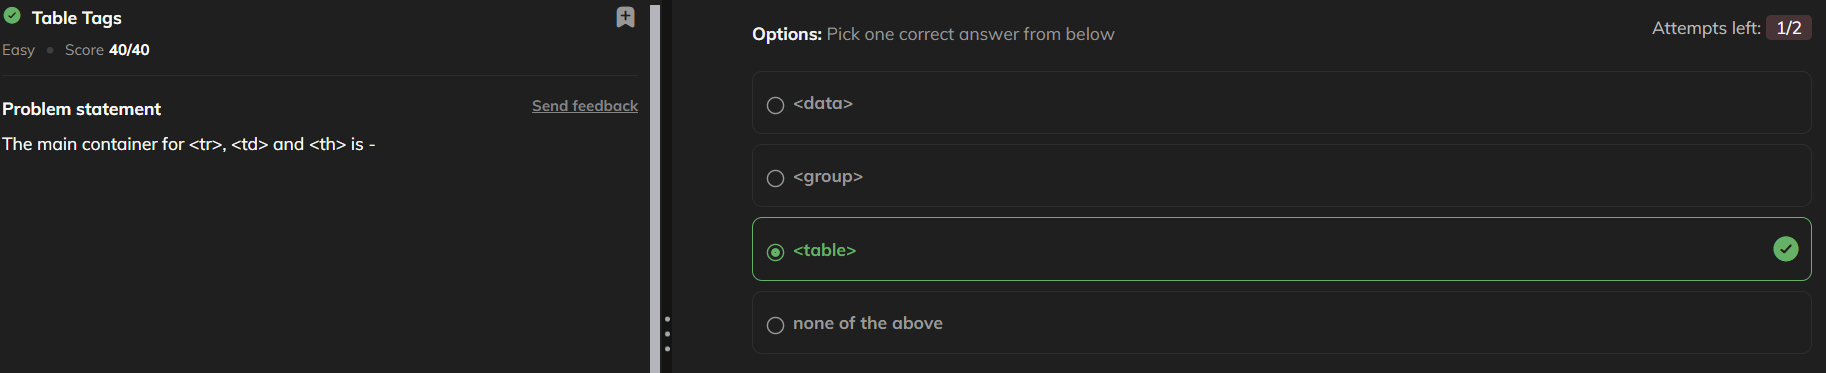 Table Tags
Easy • Score 40/40
Problem statement
Send feedback
The main container for <tr>, <td> and <th> is -
Options: Pick one correct answer from below
Attempts left: 1/2
<data>
<group>
<table>
none of the above